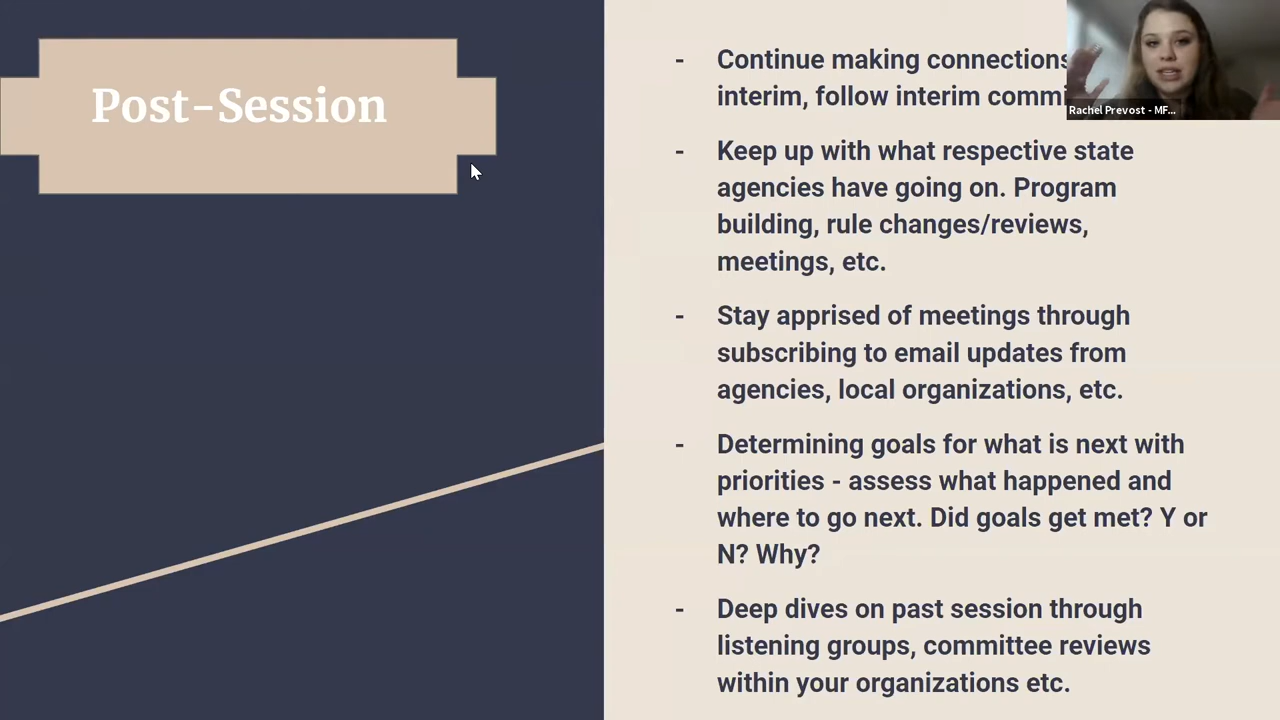 Post-Session
- Continue making connections
interim, follow interim commi
- Keep up with what respective state
agencies have going on. Program
building, rule changes/reviews,
meetings, etc.
- Stay apprised of meetings through
subscribing to email updates from
agencies, local organizations, etc.
- Determining goals for what is next with
priorities - assess what happened and
where to go next. Did goals get met? Y or
N? Why?
- Deep dives on past session through
listening groups, committee reviews
within your organizations etc.
Rachel Prevost - MF...